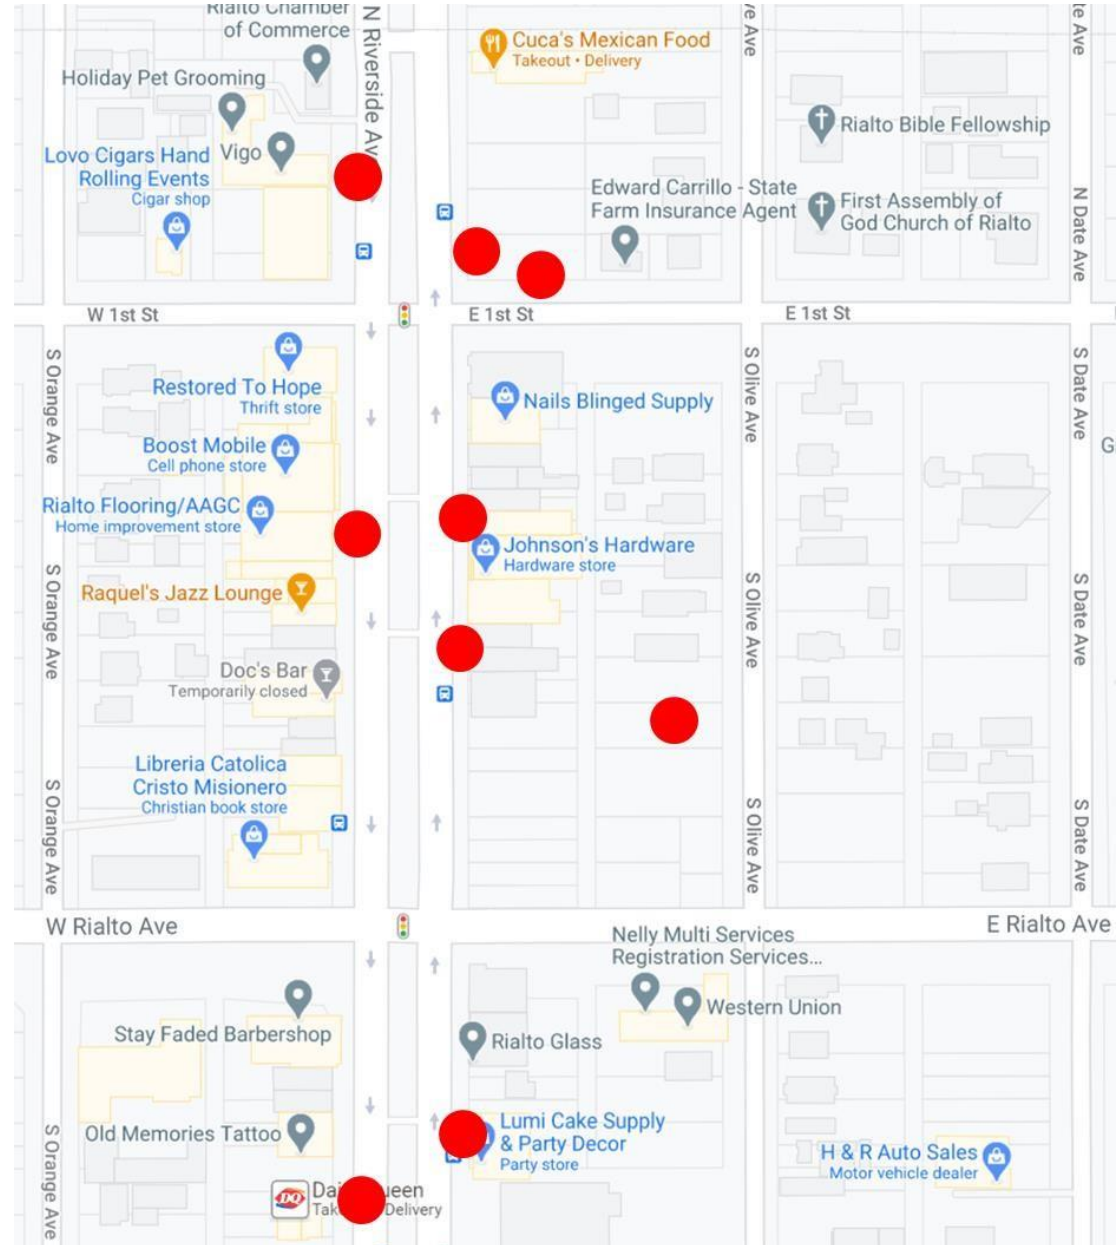 Rialto Chamber
of Commerce
N Riverside Ave
Cuca's Mexican Food
Takeout • Delivery
ve Ave
le Ave
Holiday Pet Grooming
Vigo
Lovo Cigars Hand
Rolling Events
Cigar shop
Rialto Bible Fellowship
Edward Carrillo - State
Farm Insurance Agent
First Assembly of
God Church of Rialto
N Date Ave
W 1st St
E 1st St
E 1st St
S Orange Ave
Restored To Hope
Thrift store
Nails Blinged Supply
S Olive Ave
S Date Ave
Boost Mobile
Cell phone store
G
Rialto Flooring/AAGC
Home improvement store
Johnson's Hardware
Hardware store
S Orange Ave
Raquel's Jazz Lounge
S Olive Ave
S Date Ave
Doc's Bar
Temporarily closed
Libreria Catolica
Cristo Misionero
Christian book store
S Orange Ave
S Olive Ave
S Date Ave
W Rialto Ave
E Rialto Ave
Nelly Multi Services
Registration Services...
Western Union
Stay Faded Barbershop
Rialto Glass
Old Memories Tattoo
Lumi Cake Supply
& Party Decor
Party store
S Orange Ave
H & R Auto Sales
Motor vehicle dealer
DQ
Delivery